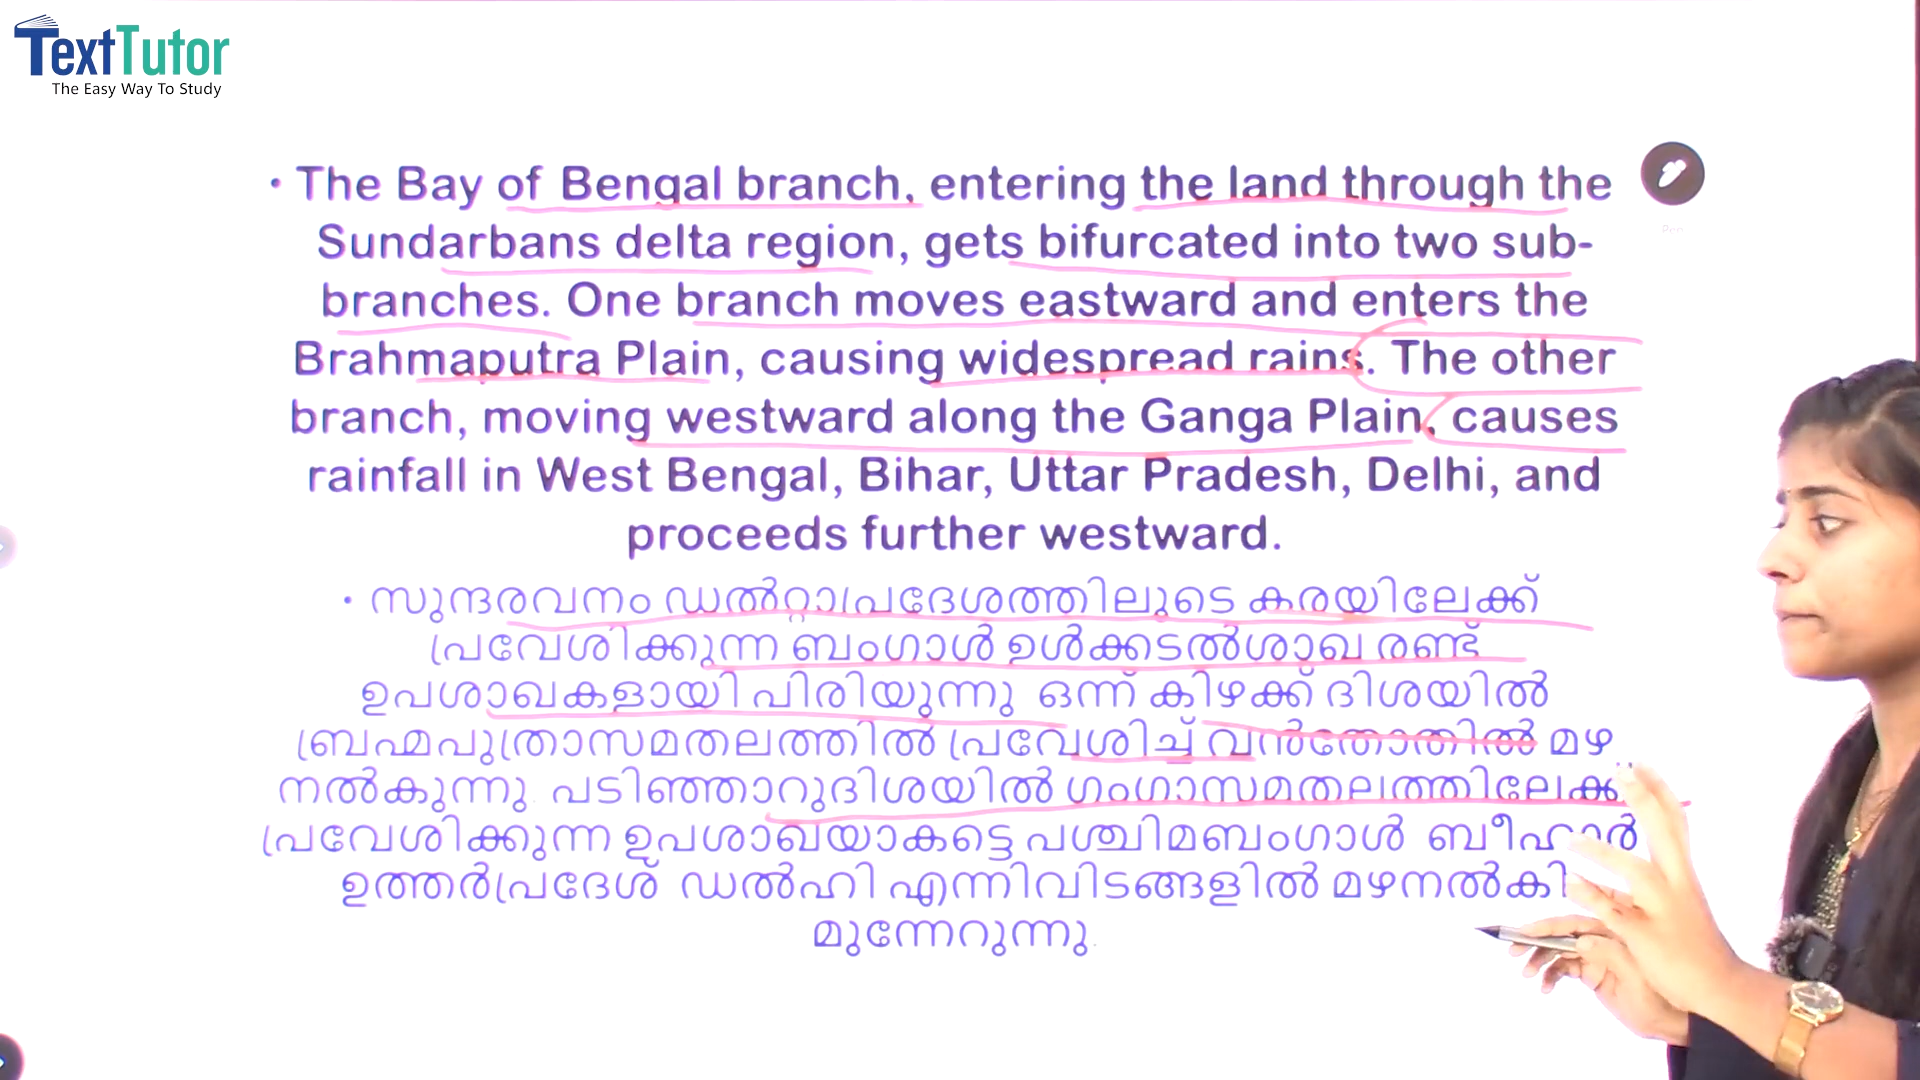 TextTutor
The Easy Way To Study
• The Bay of Bengal branch, entering the land through the
Sundarbans delta region, gets bifurcated into two sub-
branches. One branch moves eastward and enters the
Brahmaputra Plain, causing widespread rains. The other
branch, moving westward along the Ganga Plain, causes
rainfall in West Bengal, Bihar, Uttar Pradesh, Delhi, and
proceeds further westward.
• സുന്ദരവനം ഡൽറ്റാപ്രദേശത്തിലൂടെ കരയിലേക്ക്
പ്രവേശിക്കുന്ന ബംഗാൾ ഉൾക്കടൽശാഖ രണ്ട്
ഉപശാഖകളായി പിരിയുന്നു ഒന്ന് കിഴക്ക് ദിശയിൽ
ബ്രഹ്മപുത്രാസമതലത്തിൽ പ്രവേശിച്ച് വൻതോതിൽ മഴ
നൽകുന്നു. പടിഞ്ഞാറുദിശയിൽ ഗംഗാസമതലത്തിലേക്കു
പ്രവേശിക്കുന്ന ഉപശാഖയാകട്ടെ പശ്ചിമബംഗാൾ ബീഹാർ
ഉത്തർപ്രദേശ് ഡൽഹി എന്നിവിടങ്ങളിൽ മഴനൽകി
മുന്നേറുന്നു.